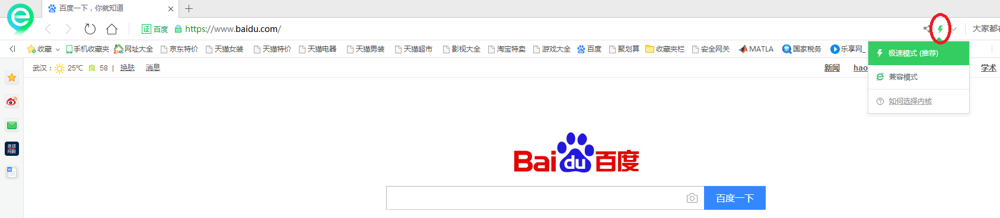 百度一下，你就知道
证 百度 https://www.baidu.com/
大家都在
收藏 手机收藏夹 网址大全 京东特价 天猫女装 天猫特价 天猫电器 天猫男装 天猫超市 影视大全 淘宝特卖 游戏大全 百度 聚划算 收藏夹栏 安全网关 MATLA 国家税务 乐享网_
极速模式 (推荐)
兼容模式
如何选择内核
武汉： 25℃ 良 58 | 换肤 消息
新闻 hao 学术
环球网校
Bai du 百度
百度一下